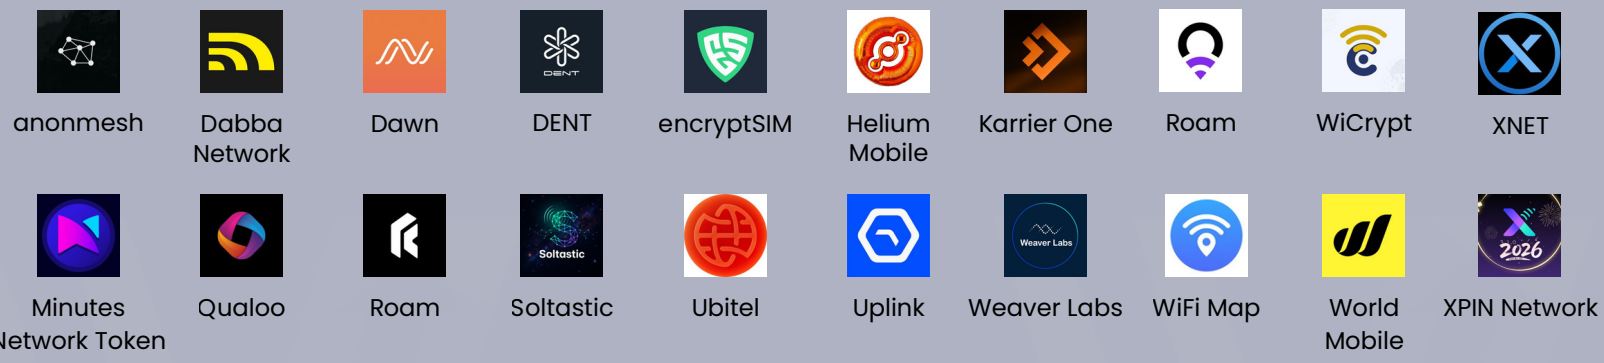 DENT
anonmesh
Dabba
Network
Dawn
DENT
encryptSIM
Helium
Mobile
Karrier One
Roam
WiCrypt
XNET
Soltastic
Weaver Labs
2026
Minutes
Network Token
Qualoo
Roam
Soltastic
Ubitel
Uplink
Weaver Labs
WiFi Map
World
Mobile
XPIN Network